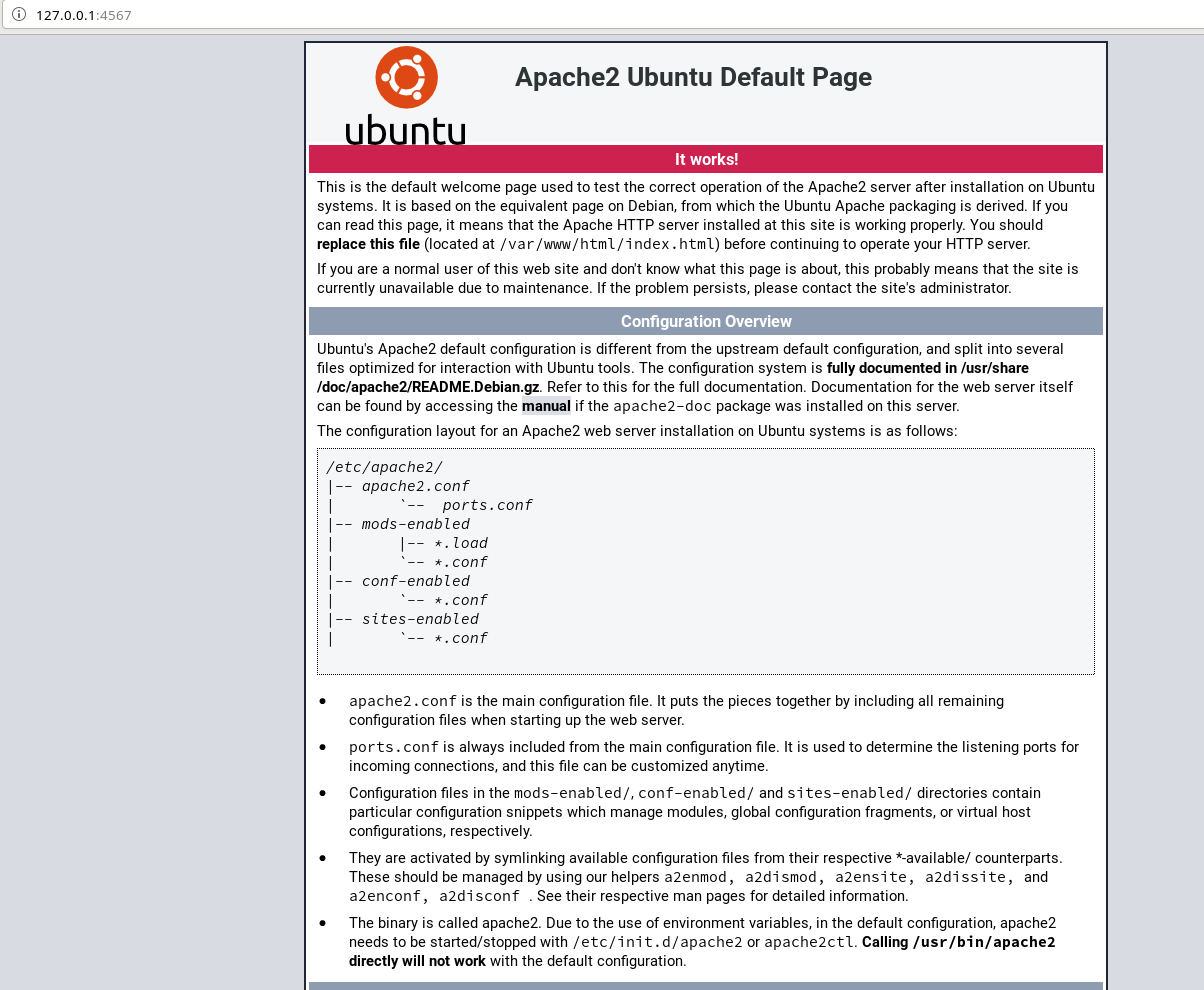 127.0.0.1:4567
ubuntu
Apache2 Ubuntu Default Page
It works!
This is the default welcome page used to test the correct operation of the Apache2 server after installation on Ubuntu
systems. It is based on the equivalent page on Debian, from which the Ubuntu Apache packaging is derived. If you
can read this page, it means that the Apache HTTP server installed at this site is working properly. You should
replace this file (located at /var/www/html/index.html) before continuing to operate your HTTP server.
If you are a normal user of this web site and don't know what this page is about, this probably means that the site is
currently unavailable due to maintenance. If the problem persists, please contact the site's administrator.
Configuration Overview
Ubuntu's Apache2 default configuration is different from the upstream default configuration, and split into several
files optimized for interaction with Ubuntu tools. The configuration system is fully documented in /usr/share
/doc/apache2/README.Debian.gz. Refer to this for the full documentation. Documentation for the web server itself
can be found by accessing the manual if the apache2-doc package was installed on this server.
The configuration layout for an Apache2 web server installation on Ubuntu systems is as follows:
/etc/apache2/
|-- apache2.conf
|       `--  ports.conf
|-- mods-enabled
|       |-- *.load
|       `-- *.conf
|-- conf-enabled
|       `-- *.conf
|-- sites-enabled
|       `-- *.conf
● apache2.conf is the main configuration file. It puts the pieces together by including all remaining
configuration files when starting up the web server.
● ports.conf is always included from the main configuration file. It is used to determine the listening ports for
incoming connections, and this file can be customized anytime.
● Configuration files in the mods-enabled/, conf-enabled/ and sites-enabled/ directories contain
particular configuration snippets which manage modules, global configuration fragments, or virtual host
configurations, respectively.
● They are activated by symlinking available configuration files from their respective *-available/ counterparts.
These should be managed by using our helpers a2enmod, a2dismod, a2ensite, a2dissite, and
a2enconf, a2disconf . See their respective man pages for detailed information.
● The binary is called apache2. Due to the use of environment variables, in the default configuration, apache2
needs to be started/stopped with /etc/init.d/apache2 or apache2ctl. Calling /usr/bin/apache2
directly will not work with the default configuration.